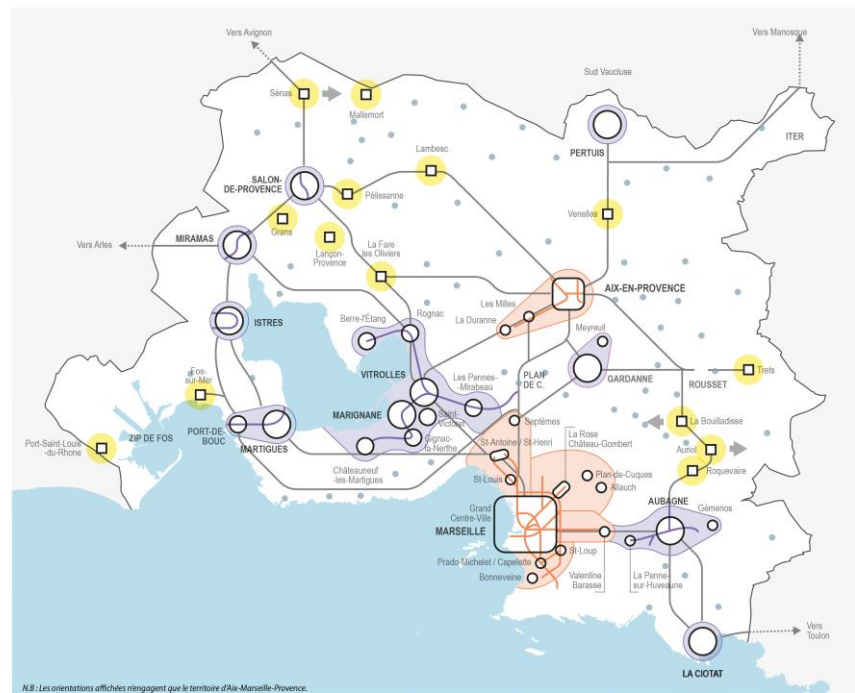 Vers Avignon
Vers Manosque
Sénas
Mallemort
Sud Vaucluse
ITER
PERTUIS
Lambesc
SALON-
DE-PROVENCE
Pélissanne
Venelles
Grans
MIRAMAS
Vers Arles
Lançon-
Provence
La Fare
les Oliviers
AIX-EN-PROVENCE
Les Milles
La Duranne
ISTRES
Berre-l'Étang
Rognac
Meyreuil
VITROLLES
PLAN
DE C.
GARDANNE
ROUSSET
Trets
Fos-
sur-Mer
Les Pennes-
-Mirabeau
MARIGNANE
Saint-
Victoret
Septèmes
La Bouilladisse
ZIP DE FOS
PORT-DE-
BOUC
MARTIGUES
Gignac-
la-Nerthe
St-Antoine / St-Henri
La Rose
Château-Gombert
Auriol
Port-Saint-Louis
-du-Rhone
Châteauneuf
-les-Martigues
St-Louis
Plan-de-Cuques
Allauch
Roquevaire
AUBAGNE
Gémenos
Grand
Centre-Ville
MARSEILLE
St-Loup
Prado-Michelet / Capelette
Bonneveine
Valentine
Barasse
La Penne-
-sur-Huveaune
Vers
Toulon
LA CIOTAT
N.B : Les orientations affichées n'engagent que le territoire d'Aix-Marseille-Provence.